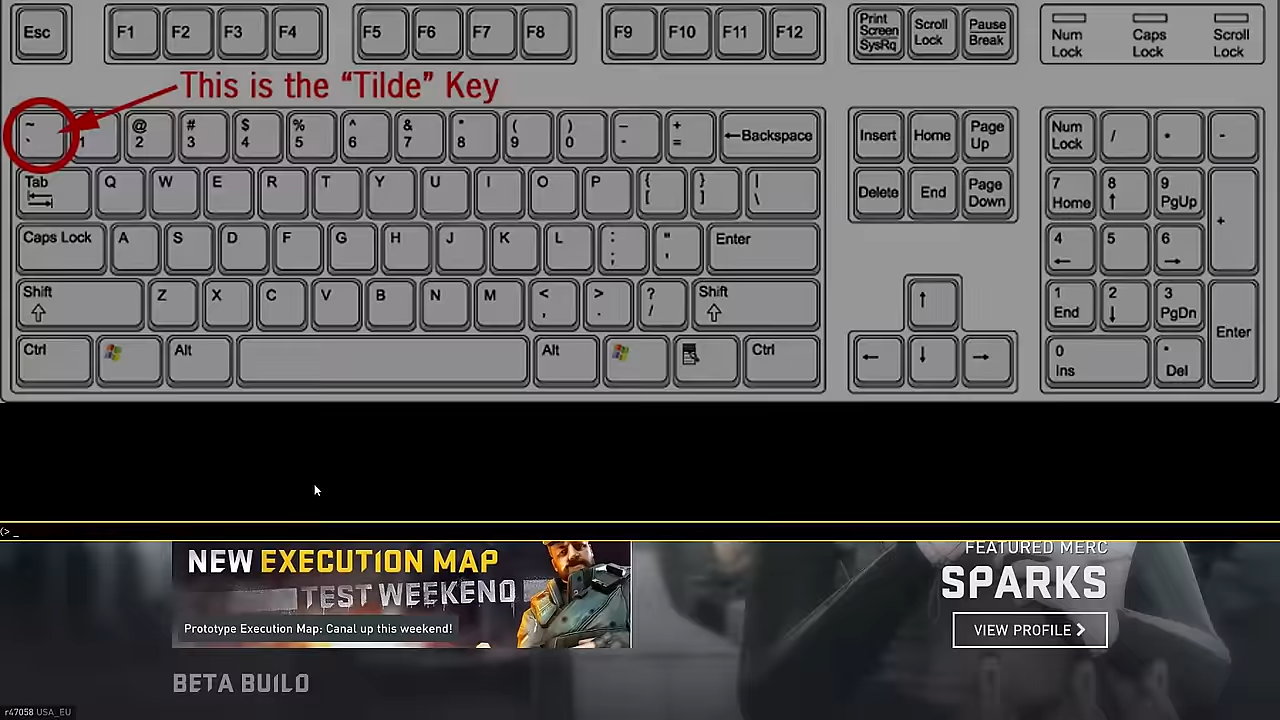 Esc F1 F2 F3 F4 F5 F6 F7 F8 F9 F10 F11 F12 Print Screen SysRq Scroll Lock Pause Break Num Lock Caps Lock Scroll Lock
This is the “Tilde” Key
~ ` 1 @ 2 # 3 $ 4 % 5 ^ 6 & 7 * 8 ( 9 ) 0 – - + = ←Backspace Insert Home Page Up Num Lock / * -
Tab Q W E R T Y U I O P { [ } ] | \ Delete End Page Down 7 Home 8 ↑ 9 PgUp +
Caps Lock A S D F G H J K L : ; " ' Enter 4 ← 5 6 →
Shift Z X C V B N M < , > . ? / Shift ↑ 1 End 2 ↓ 3 PgDn Enter
Ctrl Alt Alt Ctrl ← ↓ → 0 Ins . Del
(> _
NEW EXECUTION MAP
TEST WEEKEND
Prototype Execution Map: Canal up this weekend!
FEATURED MERC
SPARKS
VIEW PROFILE >
BETA BUILD
r47058 USA_EU